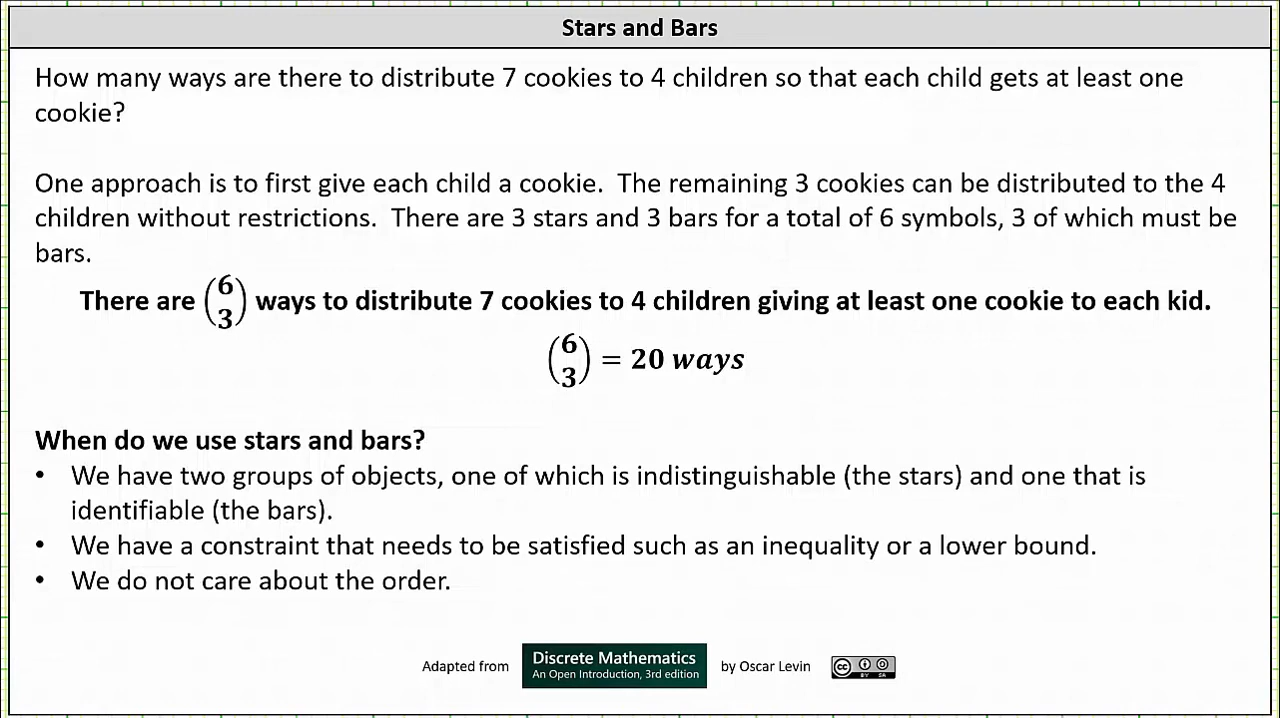 Stars and Bars
How many ways are there to distribute 7 cookies to 4 children so that each child gets at least one
cookie?
One approach is to first give each child a cookie.  The remaining 3 cookies can be distributed to the 4
children without restrictions.  There are 3 stars and 3 bars for a total of 6 symbols, 3 of which must be
bars.
There are (6 3) ways to distribute 7 cookies to 4 children giving at least one cookie to each kid.
(6 3) = 20 ways
When do we use stars and bars?
• We have two groups of objects, one of which is indistinguishable (the stars) and one that is
identifiable (the bars).
• We have a constraint that needs to be satisfied such as an inequality or a lower bound.
• We do not care about the order.
Adapted from Discrete Mathematics by Oscar Levin
An Open Introduction, 3rd edition
cc BY SA